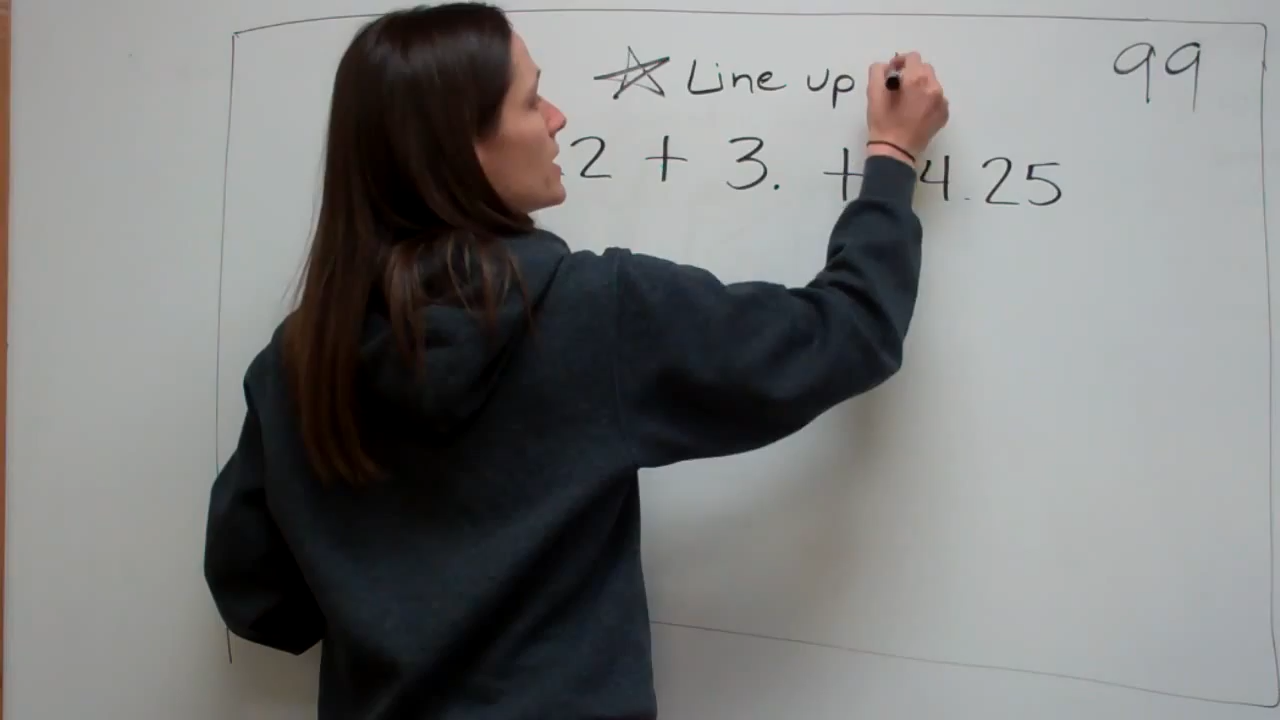 ☆ Line up
99
.2 + 3. + 4.25